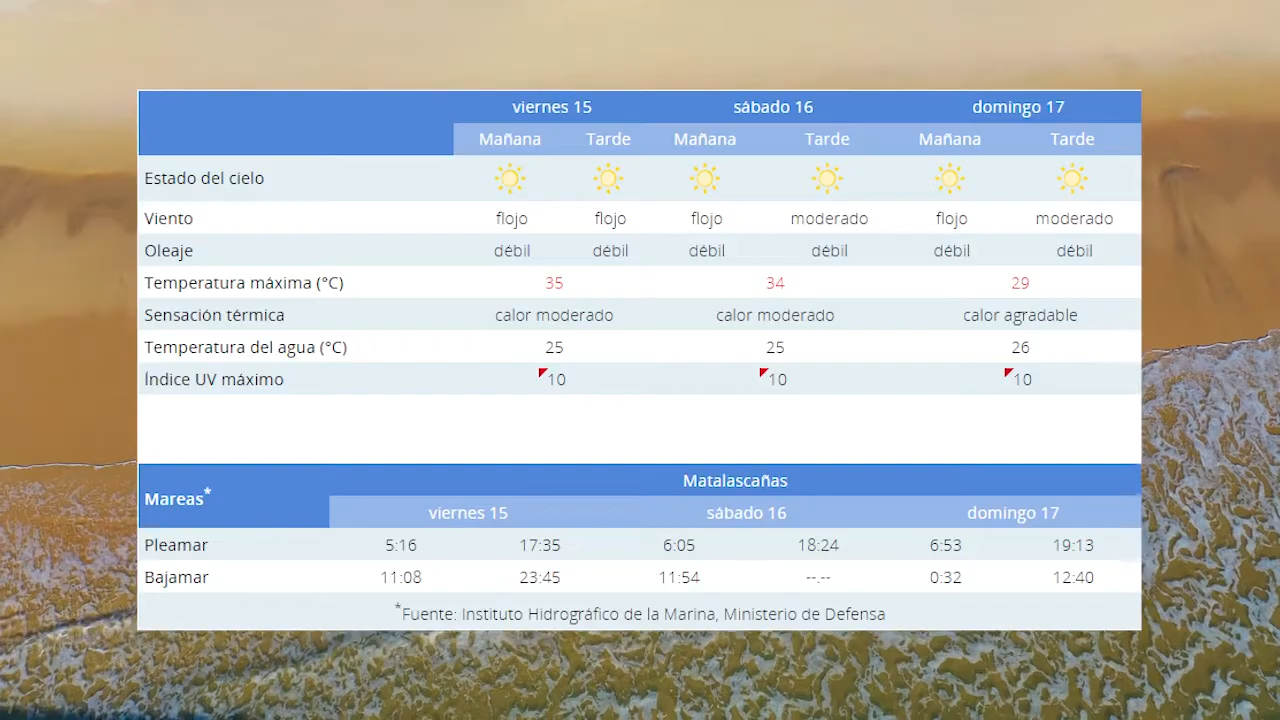 viernes 15 sábado 16 domingo 17
Mañana Tarde Mañana Tarde Mañana Tarde
Estado del cielo
Viento flojo flojo flojo moderado flojo moderado
Oleaje débil débil débil débil débil débil
Temperatura máxima (°C) 35 34 29
Sensación térmica calor moderado calor moderado calor agradable
Temperatura del agua (°C) 25 25 26
Índice UV máximo 10 10 10
Mareas* Matalascañas
viernes 15 sábado 16 domingo 17
Pleamar 5:16 17:35 6:05 18:24 6:53 19:13
Bajamar 11:08 23:45 11:54 --.-- 0:32 12:40
*Fuente: Instituto Hidrográfico de la Marina, Ministerio de Defensa